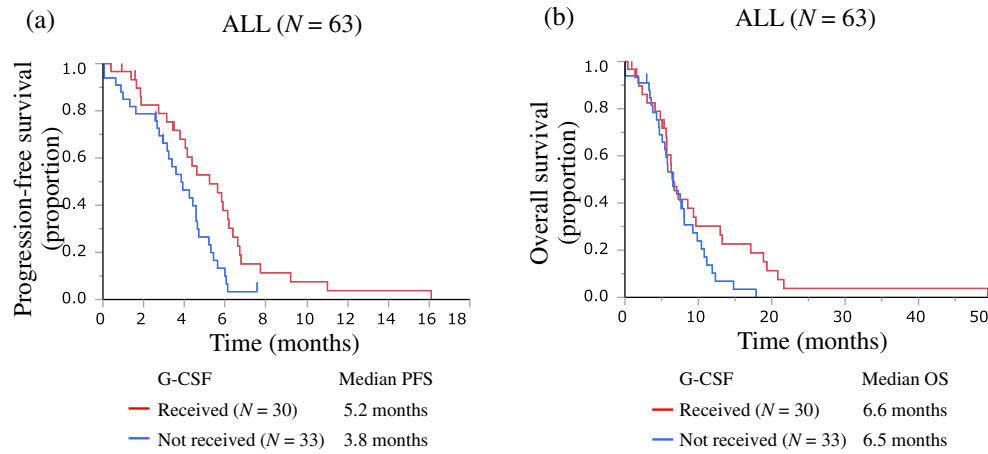 (a)
ALL (N = 63)
Progression-free survival
(proportion)
1.0
0.8
0.6
0.4
0.2
0.0
0 2 4 6 8 10 12 14 16 18
Time (months)
G-CSF Median PFS
Received (N = 30) 5.2 months
Not received (N = 33) 3.8 months
(b)
ALL (N = 63)
Overall survival
(proportion)
1.0
0.8
0.6
0.4
0.2
0.0
0 10 20 30 40 50
Time (months)
G-CSF Median OS
Received (N = 30) 6.6 months
Not received (N = 33) 6.5 months